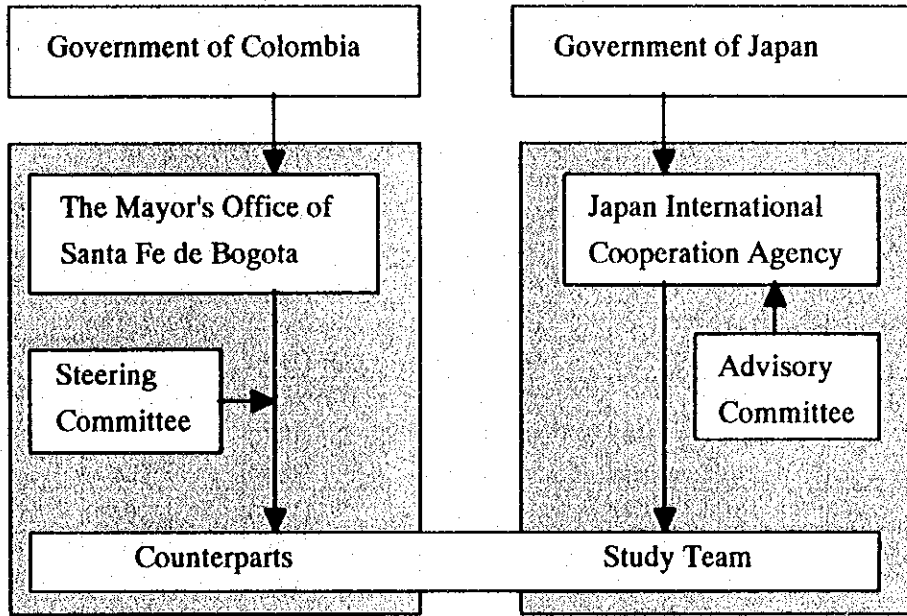 Government of Colombia
Government of Japan
The Mayor's Office of
Santa Fe de Bogota
Japan International
Cooperation Agency
Steering
Committee
Advisory
Committee
Counterparts
Study Team